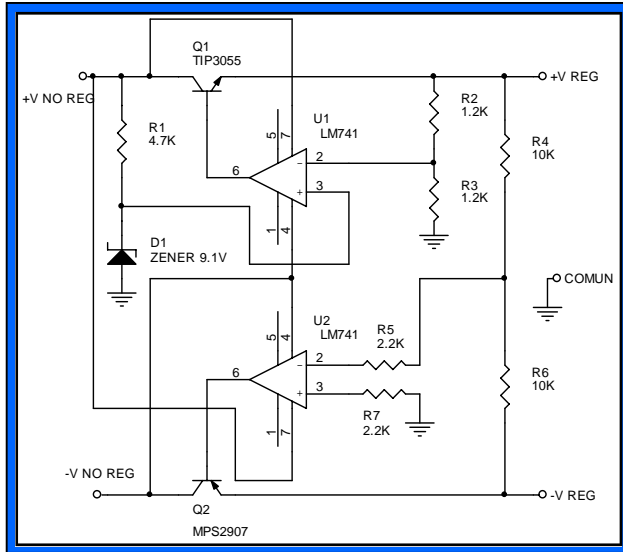 Q1
TIP3055
+V NO REG
+V REG
R1
4.7K
R2
1.2K
R4
10K
U1
LM741
5
7
2
6
3
1
4
R3
1.2K
D1
ZENER 9.1V
COMUN
U2
LM741
5
4
R5
2.2K
2
6
3
R6
10K
R7
2.2K
1
7
-V NO REG
-V REG
Q2
MPS2907
−
+
−
+